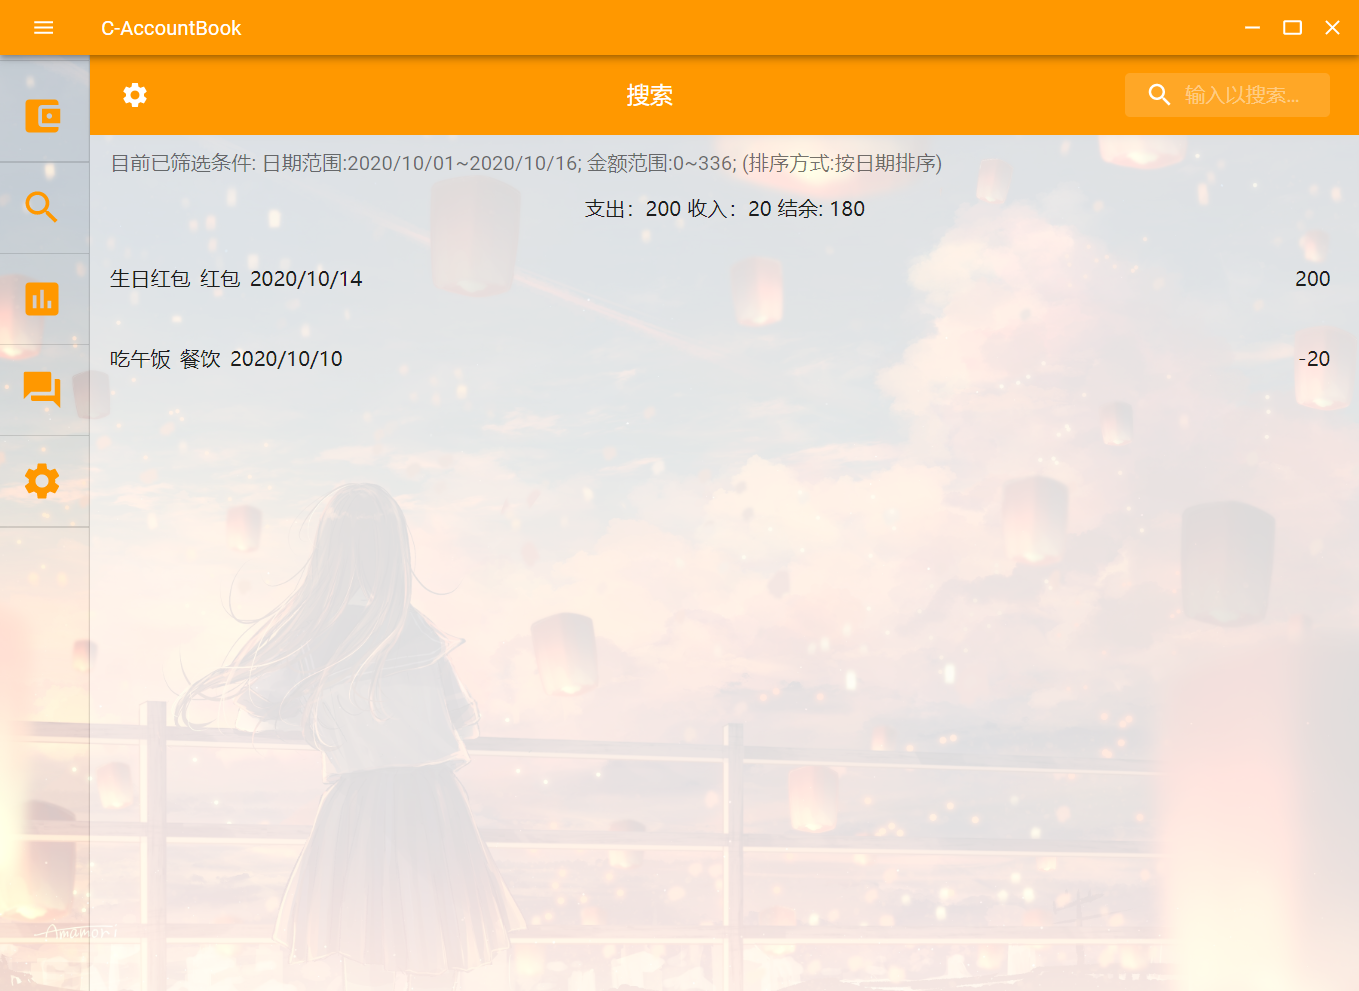 C-AccountBook
搜索
输入以搜索...
目前已筛选条件: 日期范围:2020/10/01~2020/10/16; 金额范围:0~336; (排序方式:按日期排序)
支出：200 收入：20 结余: 180
生日红包 红包 2020/10/14 200
吃午饭 餐饮 2020/10/10 -20
Amamori